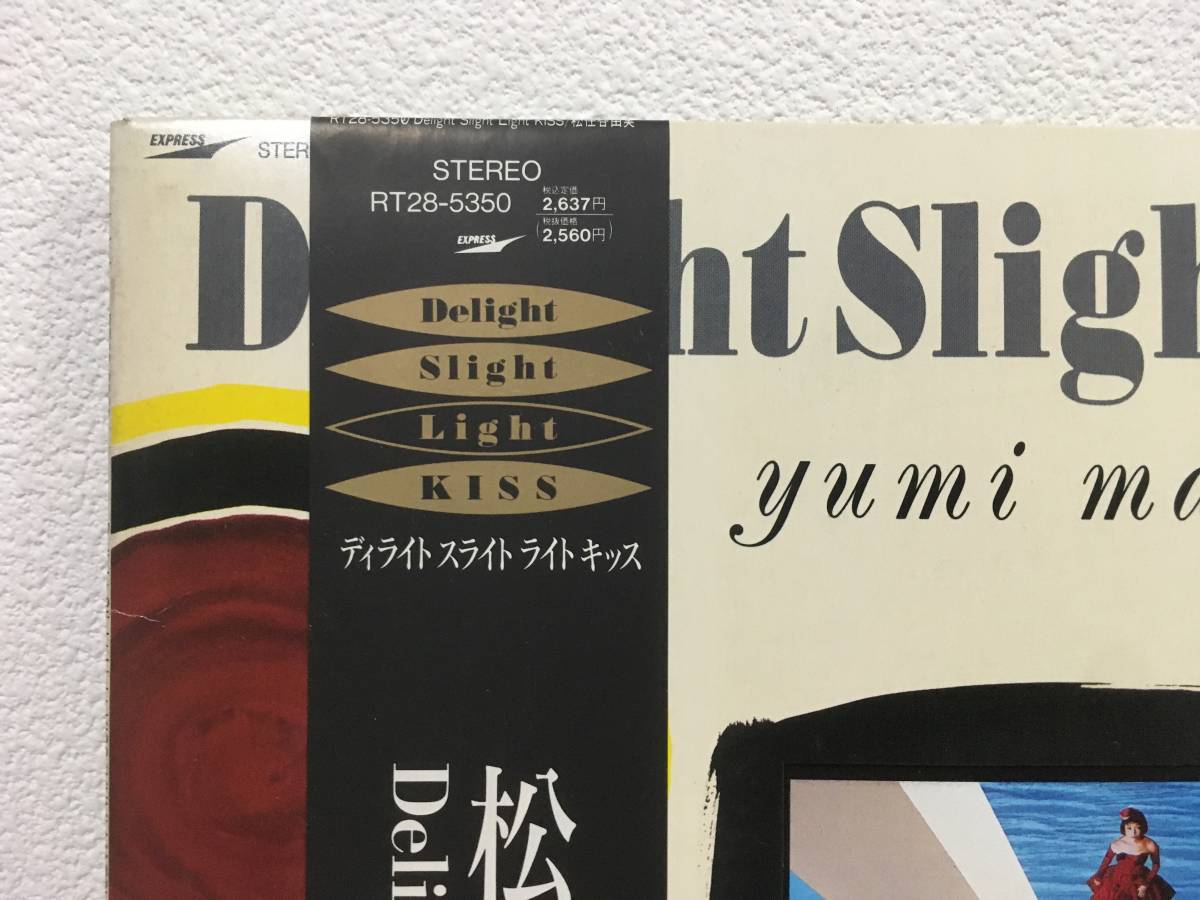 RT28-5350 Delight Slight Light KISS/松任谷由実
EXPRESS
STER
STEREO
RT28-5350
税込定価
2,637円
税抜価格
(2,560円)
EXPRESS
D ht Sligh
Delight
Slight
Light
KISS
yumi ma
ディライト スライト ライト キッス
松
Deli